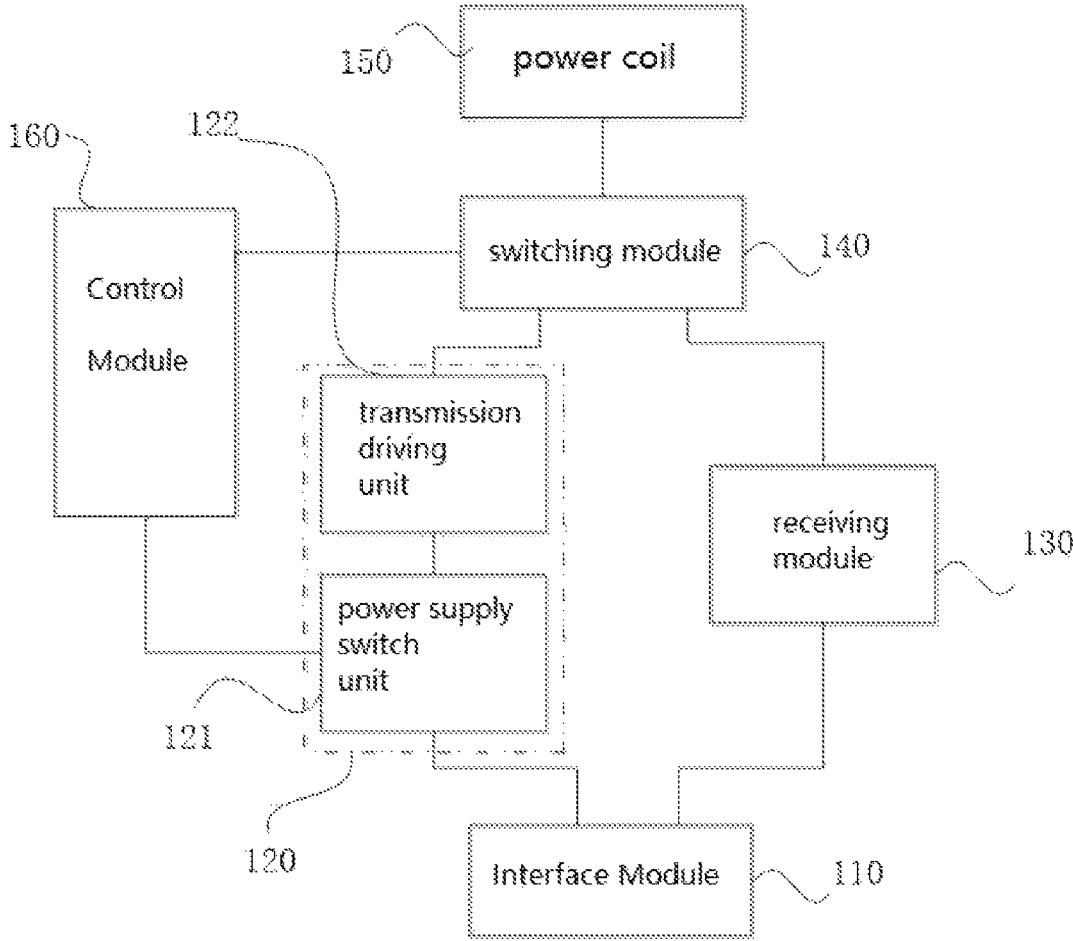 150
power coil
122
160
switching module
140
Control
Module
transmission
driving
unit
receiving
module
130
power supply
switch
unit
121
120
Interface Module
110